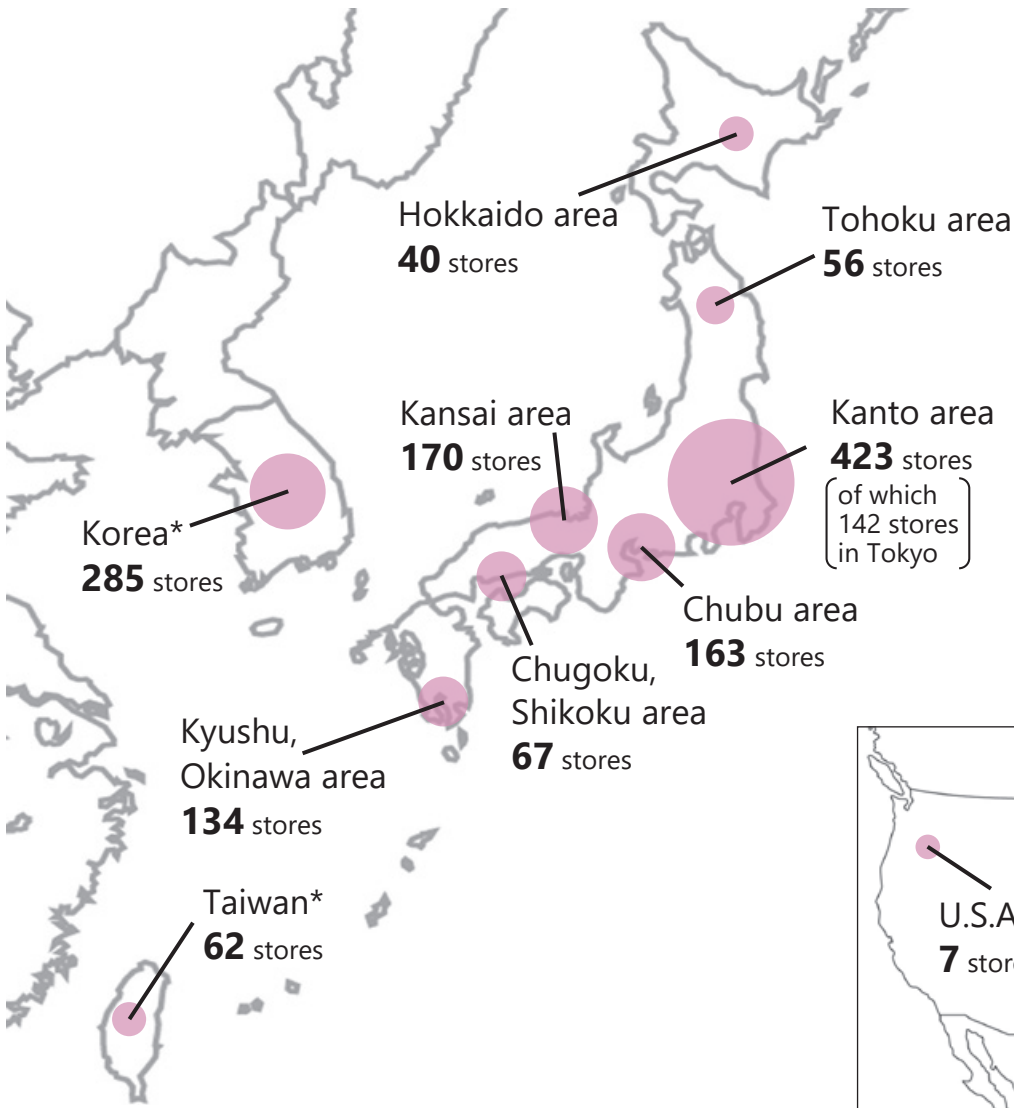 Hokkaido area
40 stores
Tohoku area
56 stores
Kansai area
170 stores
Kanto area
423 stores
of which
142 stores
in Tokyo
Korea*
285 stores
Chubu area
163 stores
Chugoku,
Shikoku area
67 stores
Kyushu,
Okinawa area
134 stores
Taiwan*
62 stores
U.S.A
7 stor